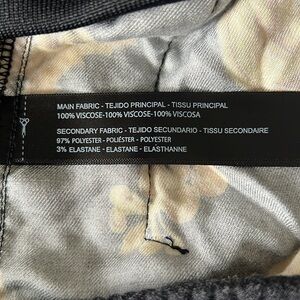 MAIN FABRIC - TEJIDO PRINCIPAL - TISSU PRINCIPAL
100% VISCOSE-100% VISCOSE-100% VISCOSA
SECONDARY FABRIC - TEJIDO SECUNDARIO - TISSU SECONDAIRE
97% POLYESTER - POLIÉSTER - POLYESTER
3% ELASTANE - ELASTANE - ELASTHANNE